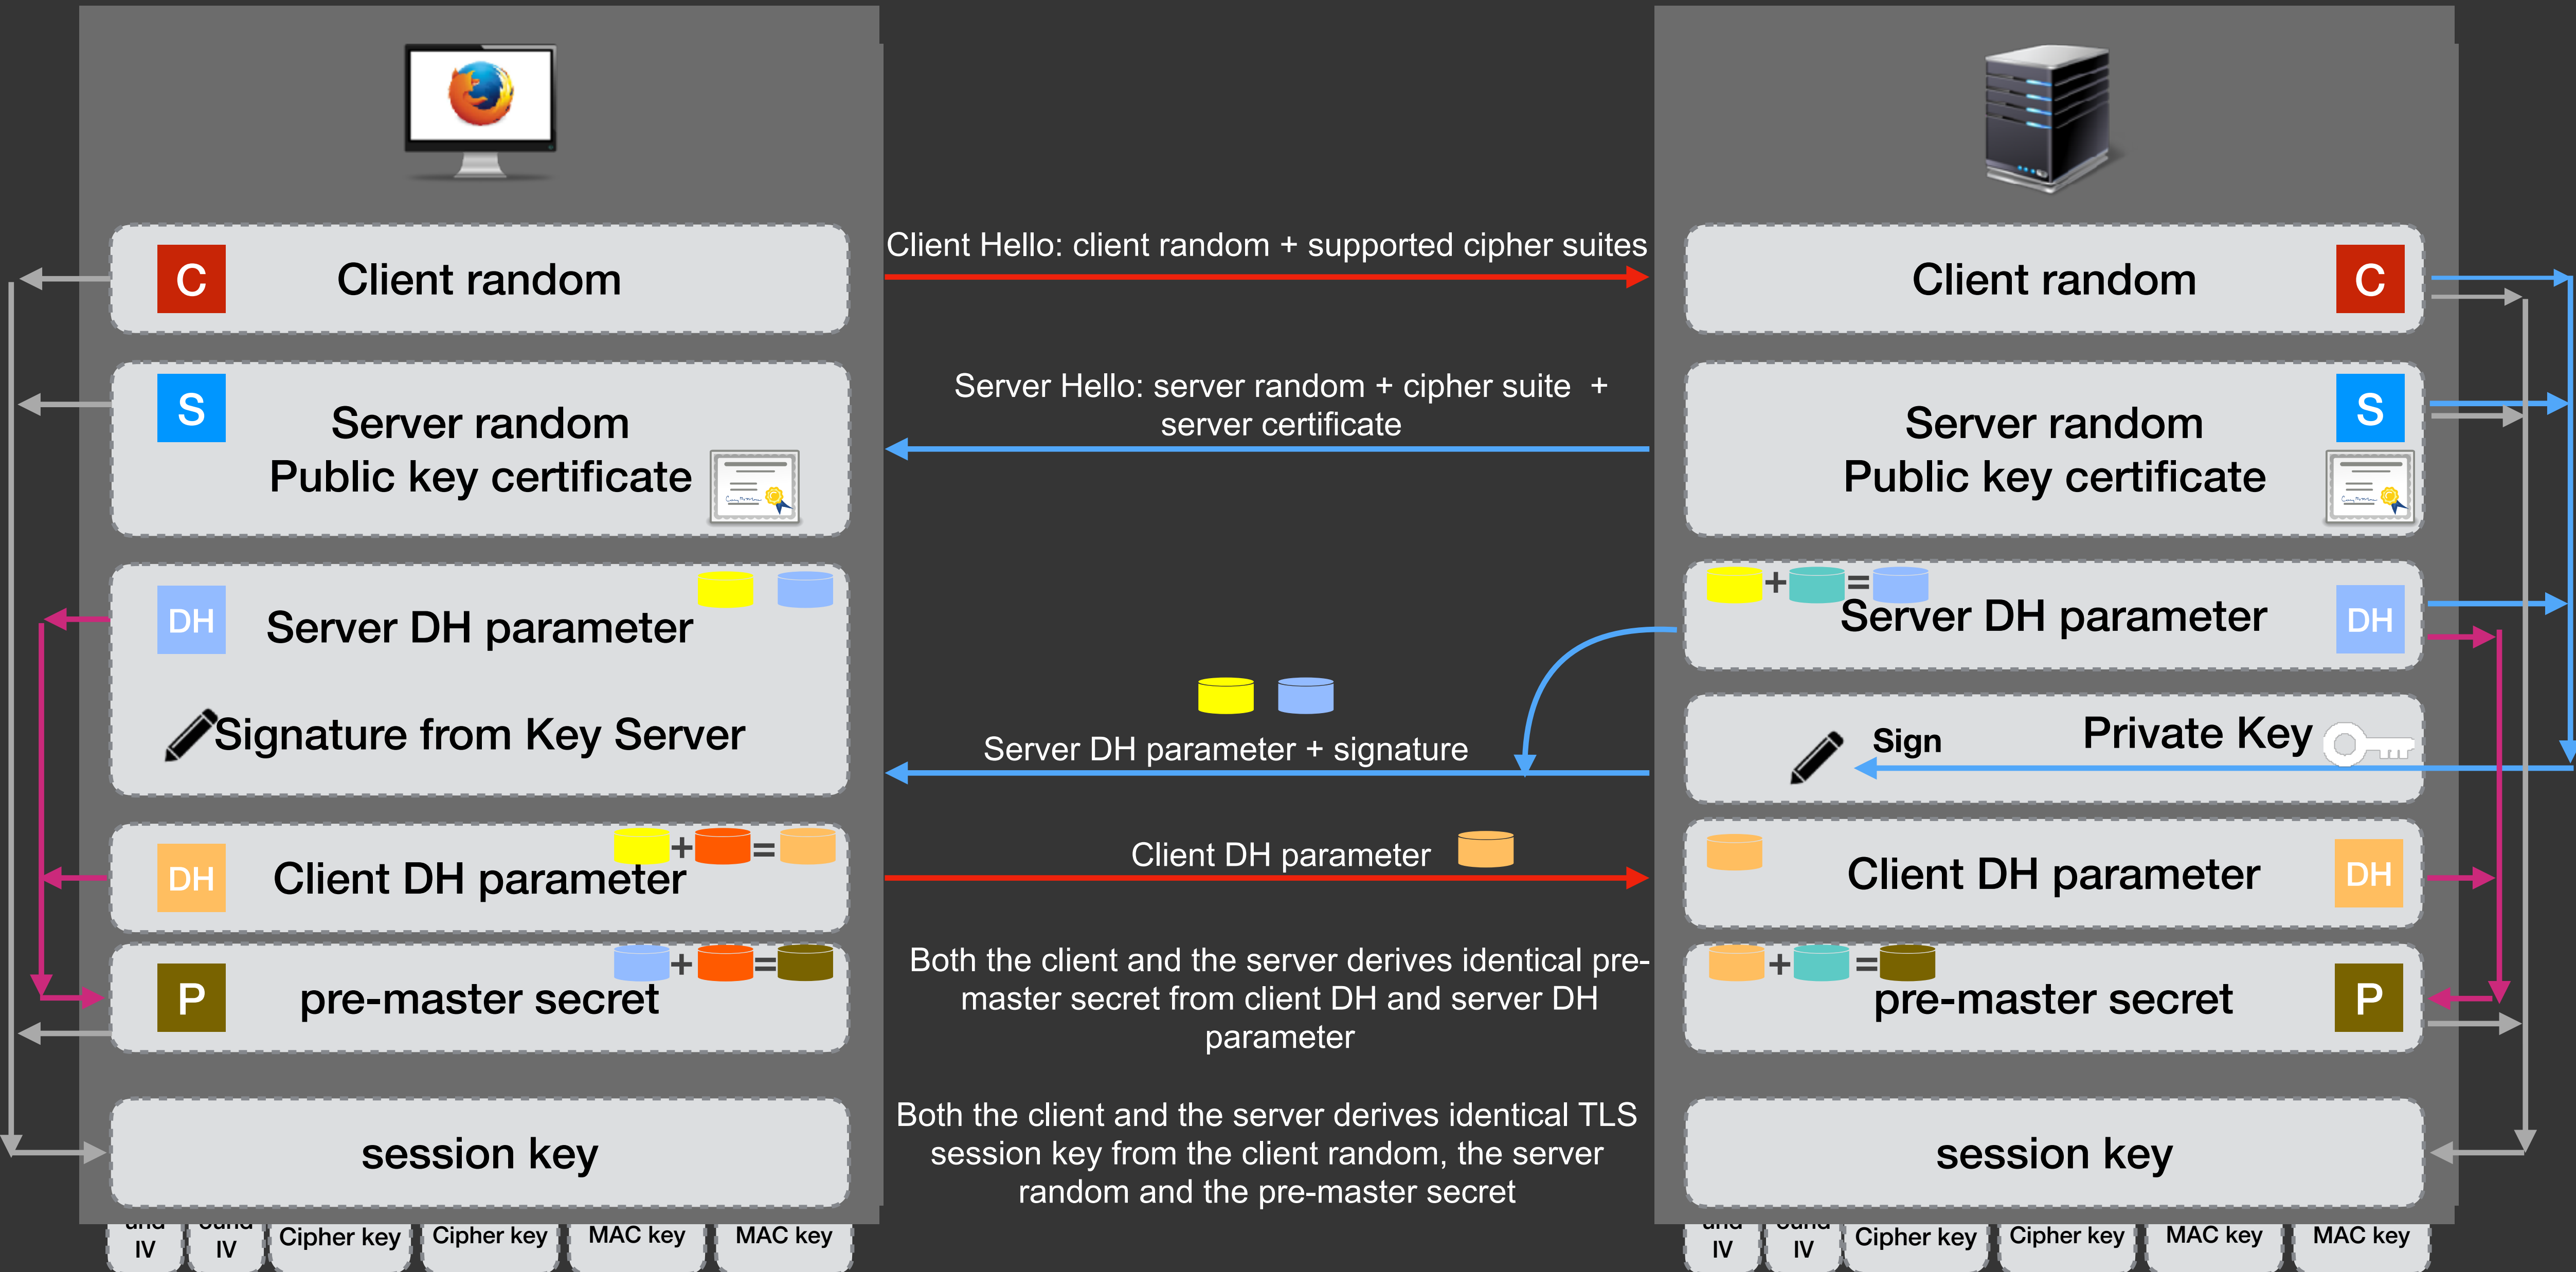 C
Client random
Client Hello: client random + supported cipher suites
Client random
C
S
Server random
Public key certificate
Server Hello: server random + cipher suite +
server certificate
Server random
Public key certificate
S
DH
Server DH parameter
Signature from Key Server
+ =
Server DH parameter
DH
Server DH parameter + signature
Sign
Private Key
+ =
DH
Client DH parameter
Client DH parameter
Client DH parameter
DH
+ =
P
pre-master secret
Both the client and the server derives identical pre-
master secret from client DH and server DH
parameter
+ =
pre-master secret
P
session key
Both the client and the server derives identical TLS
session key from the client random, the server
random and the pre-master secret
session key
IV
IV
Cipher key
Cipher key
MAC key
MAC key
IV
IV
Cipher key
Cipher key
MAC key
MAC key